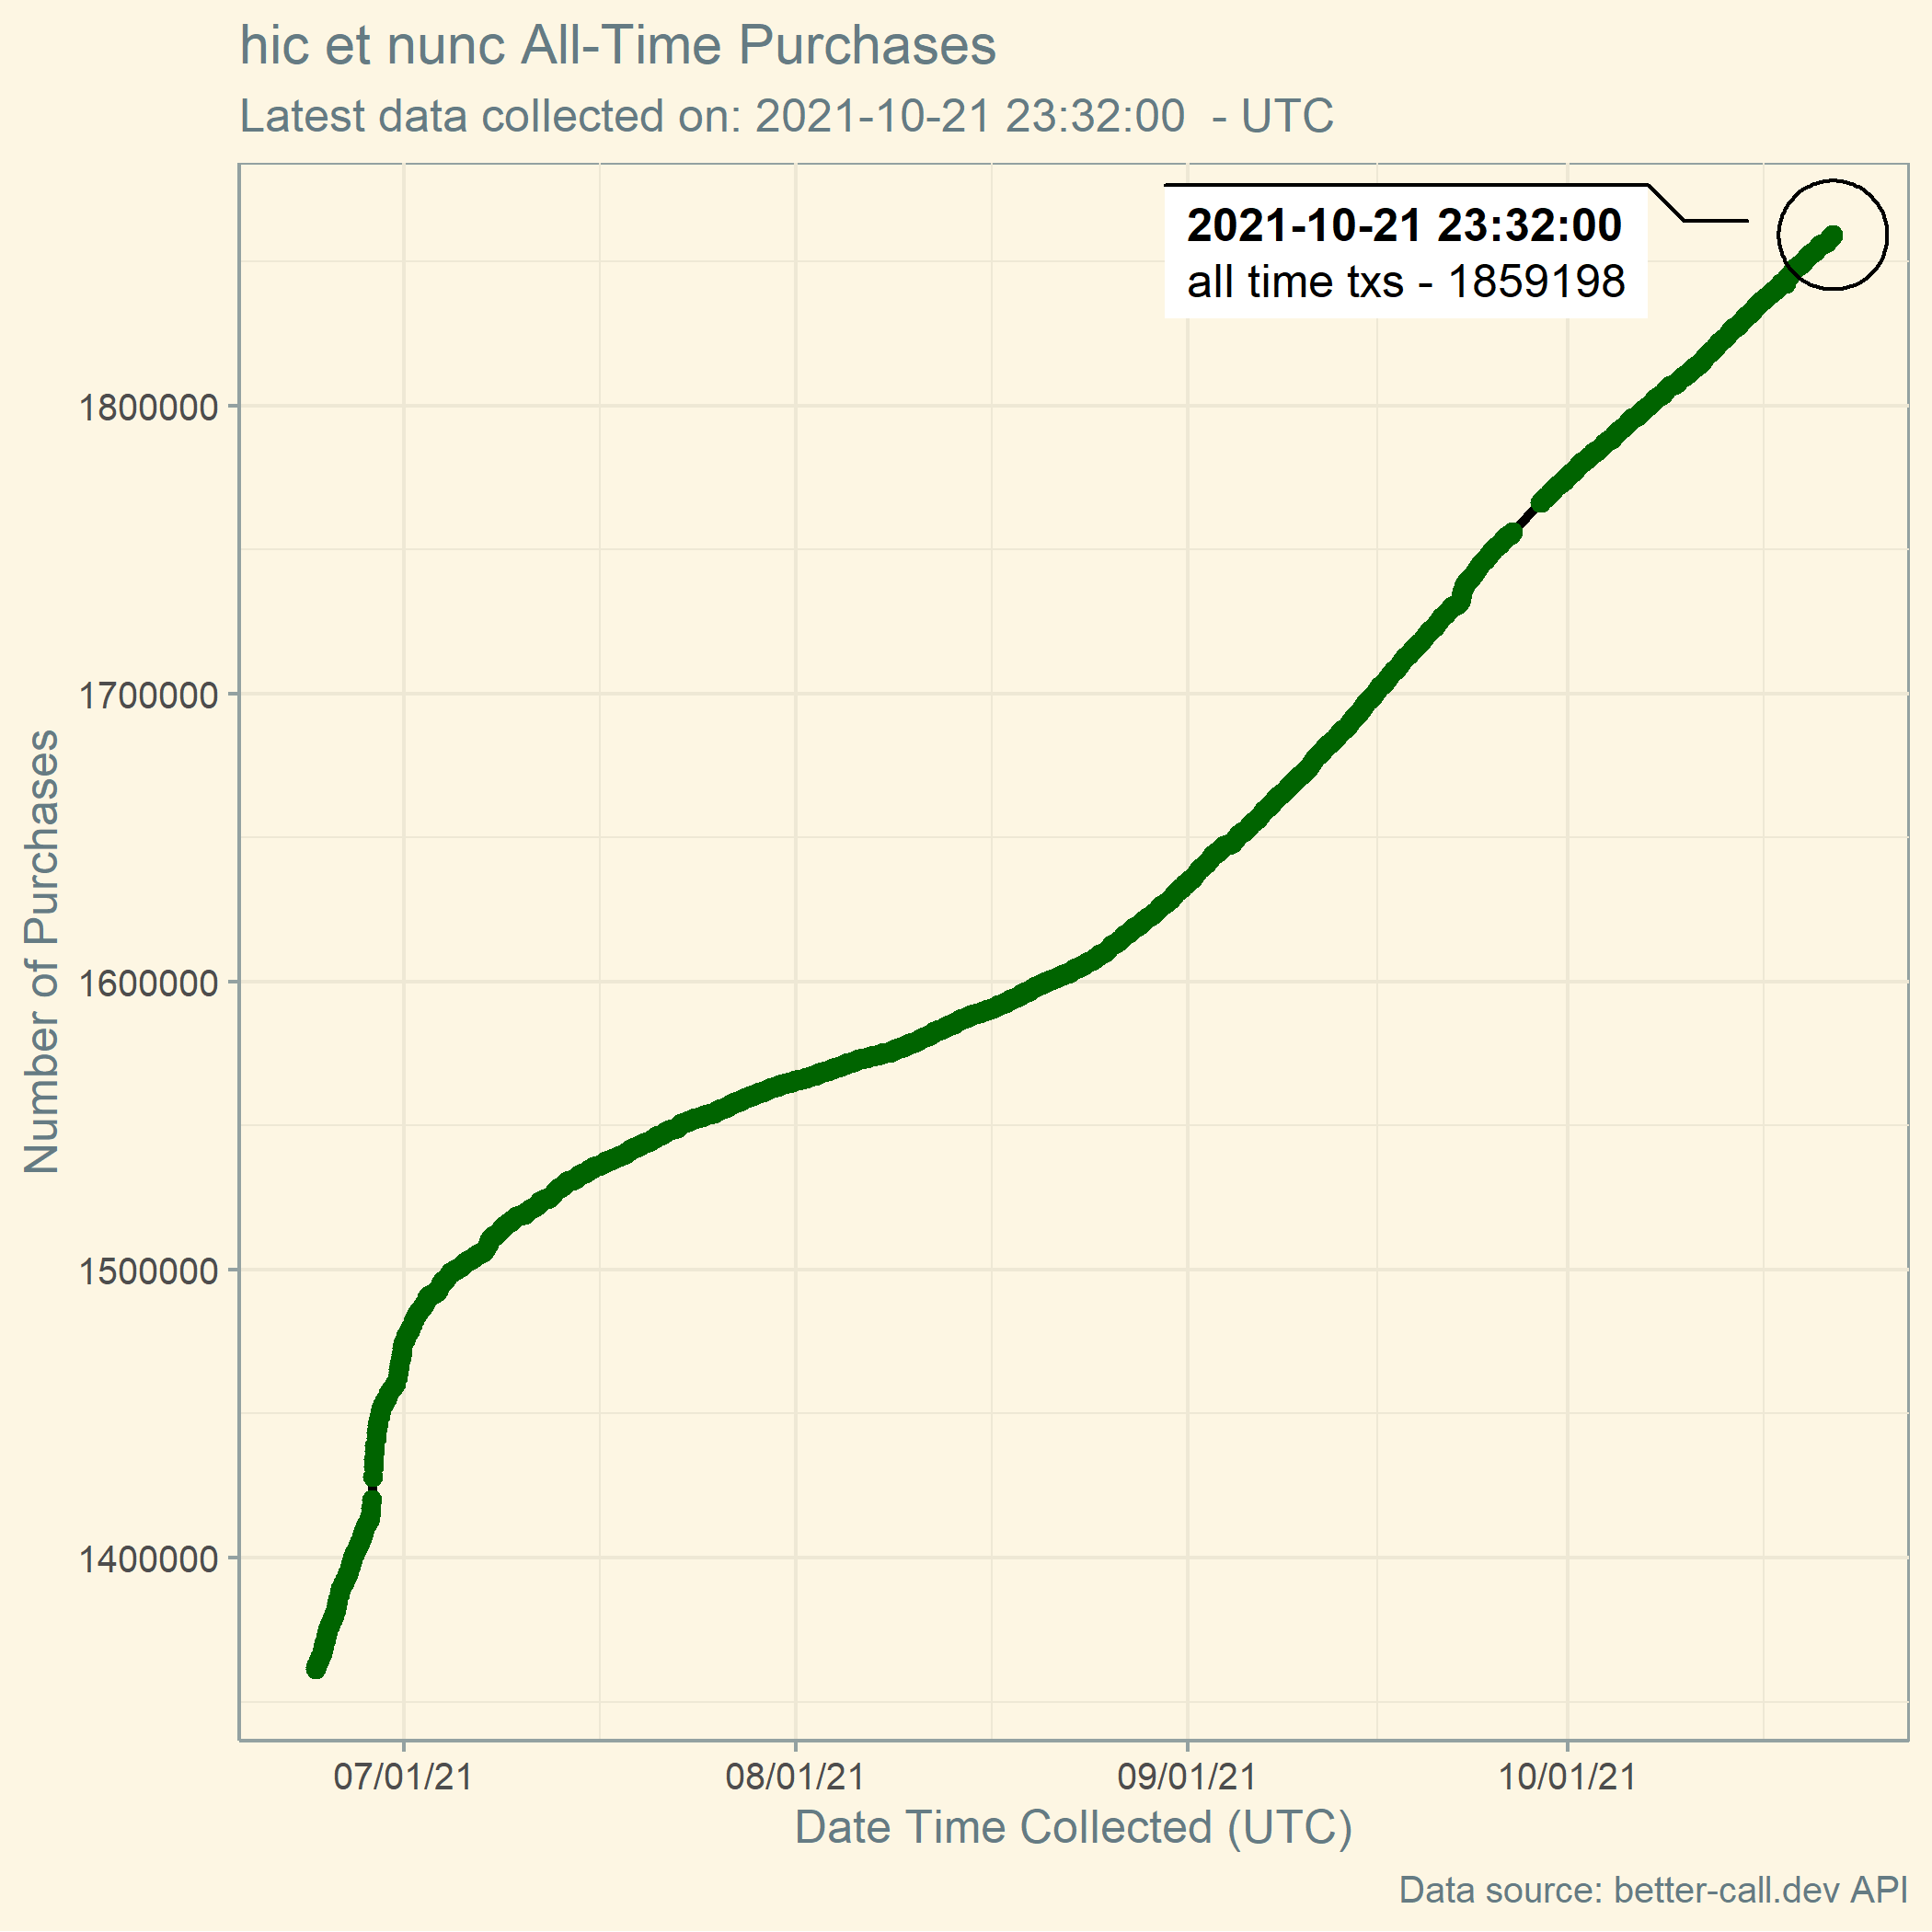 hic et nunc All-Time Purchases
Latest data collected on: 2021-10-21 23:32:00  - UTC
2021-10-21 23:32:00
all time txs - 1859198
1800000
1700000
1600000
1500000
1400000
Number of Purchases
07/01/21 08/01/21 09/01/21 10/01/21
Date Time Collected (UTC)
Data source: better-call.dev API